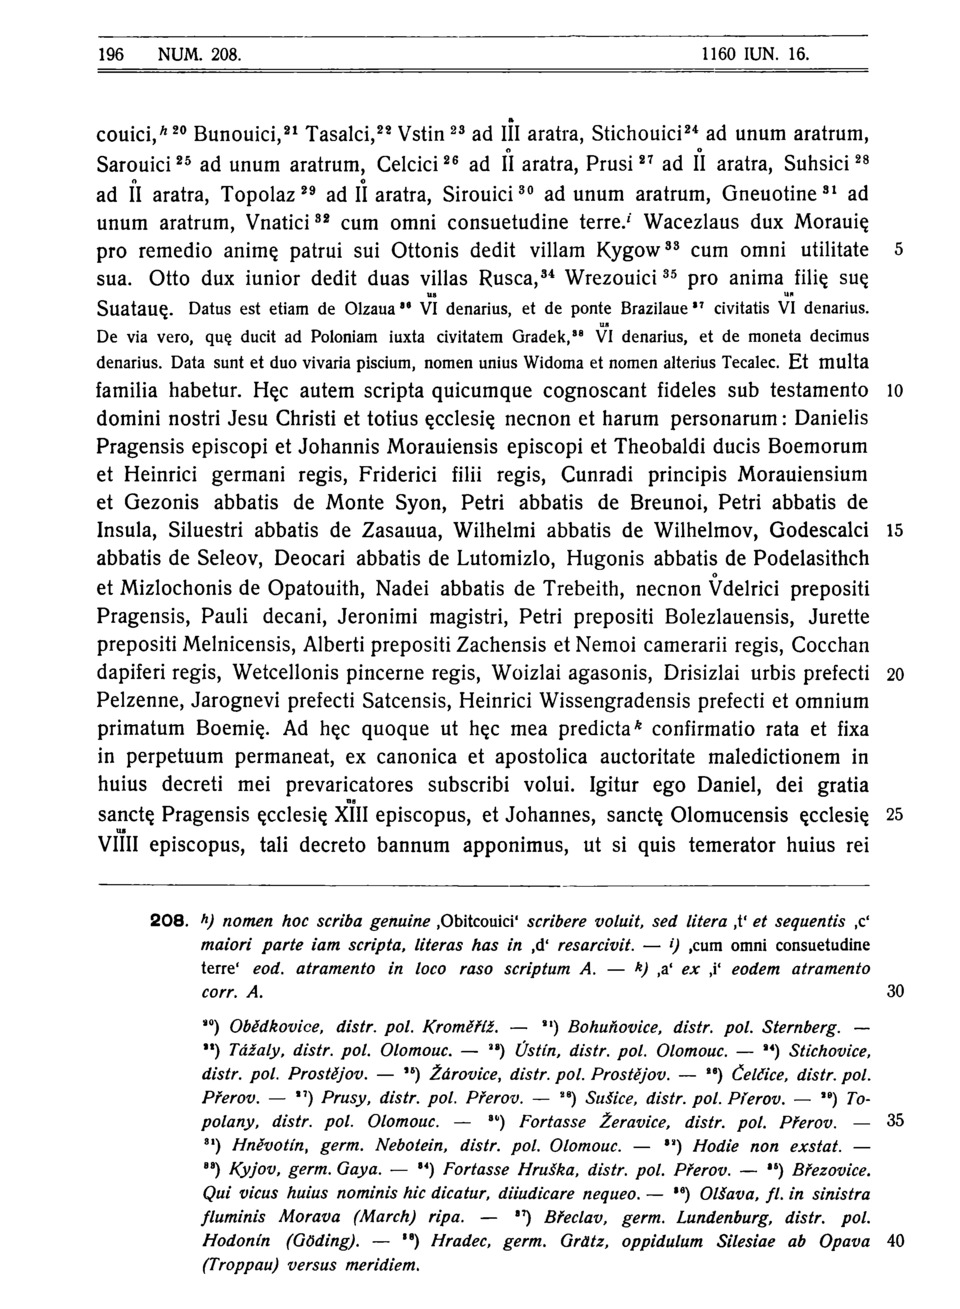 196 NUM. 208. 1160 IUN. 16.
couici,ʰ ²⁰ Bunouici,²¹ Tasalci,²² Vstin ²³ ad IIIᵃ aratra, Stichouici²⁴ ad unum aratrum,
Sarouici ²⁵ ad unum aratrum, Celcici ²⁶ ad IIᵒ aratra, Prusi ²⁷ ad IIᵒ aratra, Suhsici ²⁸
ad IIᵒ aratra, Topolaz ²⁹ ad IIᵒ aratra, Sirouici ³⁰ ad unum aratrum, Gneuotine ³¹ ad
unum aratrum, Vnatici ³² cum omni consuetudine terre.ⁱ Wacezlaus dux Morauię
pro remedio animę patrui sui Ottonis dedit villam Kygow ³³ cum omni utilitate 5
sua. Otto dux iunior dedit duas villas Rusca,³⁴ Wrezouici ³⁵ pro anima filię suę
Suatauę. Datus est etiam de Olzaua ³⁶ VIᵘˢ denarius, et de ponte Brazilaue ³⁷ civitatis VIᵘˢ denarius.
De via vero, quę ducit ad Poloniam iuxta civitatem Gradek,³⁸ VIᵘˢ denarius, et de moneta decimus
denarius. Data sunt et duo vivaria piscium, nomen unius Widoma et nomen alterius Tecalec. Et multa
familia habetur. Hęc autem scripta quicumque cognoscant fideles sub testamento 10
domini nostri Jesu Christi et totius ęcclesię necnon et harum personarum: Danielis
Pragensis episcopi et Johannis Morauiensis episcopi et Theobaldi ducis Boemorum
et Heinrici germani regis, Friderici filii regis, Cunradi principis Morauiensium
et Gezonis abbatis de Monte Syon, Petri abbatis de Breunoi, Petri abbatis de
Insula, Siluestri abbatis de Zasauua, Wilhelmi abbatis de Wilhelmov, Godescalci 15
abbatis de Seleov, Deocari abbatis de Lutomizlo, Hugonis abbatis de Podelasithch
et Mizlochonis de Opatouith, Nadei abbatis de Trebeith, necnon V̊delrici prepositi
Pragensis, Pauli decani, Jeronimi magistri, Petri prepositi Bolezlauensis, Jurette
prepositi Melnicensis, Alberti prepositi Zachensis et Nemoi camerarii regis, Cocchan
dapiferi regis, Wetcellonis pincerne regis, Woizlai agasonis, Drisizlai urbis prefecti 20
Pelzenne, Jarognevi prefecti Satcensis, Heinrici Wissengradensis prefecti et omnium
primatum Boemię. Ad hęc quoque ut hęc mea predicta ᵏ confirmatio rata et fixa
in perpetuum permaneat, ex canonica et apostolica auctoritate maledictionem in
huius decreti mei prevaricatores subscribi volui. Igitur ego Daniel, dei gratia
sanctę Pragensis ęcclesię XIIIᵘˢ episcopus, et Johannes, sanctę Olomucensis ęcclesię 25
VIIIIᵘˢ episcopus, tali decreto bannum apponimus, ut si quis temerator huius rei
208. h) nomen hoc scriba genuine ‚Obitcouici‘ scribere voluit, sed litera ‚t‘ et sequentis ‚c‘
maiori parte iam scripta, literas has in ‚d‘ resarcivit. — i) ‚cum omni consuetudine
terre‘ eod. atramento in loco raso scriptum A. — k) ‚a‘ ex ‚i‘ eodem atramento
corr. A. 30
²⁰) Obědkovice, distr. pol. Kroměříž. — ²¹) Bohuňovice, distr. pol. Sternberg. —
²²) Tážaly, distr. pol. Olomouc. — ²³) Ústín, distr. pol. Olomouc. — ²⁴) Stichovice,
distr. pol. Prostějov. — ²⁵) Žárovice, distr. pol. Prostějov. — ²⁶) Čelčice, distr. pol.
Přerov. — ²⁷) Prusy, distr. pol. Přerov. — ²⁸) Sušice, distr. pol. Přerov. — ²⁹) To-
polany, distr. pol. Olomouc. — ³⁰) Fortasse Žeravice, distr. pol. Přerov. — 35
³¹) Hněvotín, germ. Nebotein, distr. pol. Olomouc. — ³²) Hodie non exstat. —
³³) Kyjov, germ. Gaya. — ³⁴) Fortasse Hruška, distr. pol. Přerov. — ³⁵) Březovice.
Qui vicus huius nominis hic dicatur, diiudicare nequeo. — ³⁶) Olšava, fl. in sinistra
fluminis Morava (March) ripa. — ³⁷) Břeclav, germ. Lundenburg, distr. pol.
Hodonín (Göding). — ³⁸) Hradec, germ. Grätz, oppidulum Silesiae ab Opava 40
(Troppau) versus meridiem.